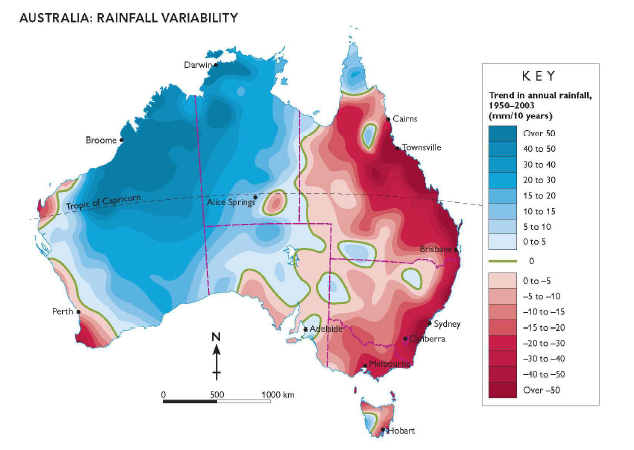 AUSTRALIA: RAINFALL VARIABILITY
Darwin
Cairns
Broome
Townsville
Tropic of Capricorn
Alice Springs
Brisbane
Perth
Sydney
Adelaide
Canberra
Melbourne
Hobart
N
0 500 1000 km
KEY
Trend in annual rainfall,
1950–2003
(mm/10 years)
Over 50
40 to 50
30 to 40
20 to 30
15 to 20
10 to 15
5 to 10
0 to 5
0
0 to –5
–5 to –10
–10 to –15
–15 to –20
–20 to –30
–30 to –40
–40 to –50
Over –50